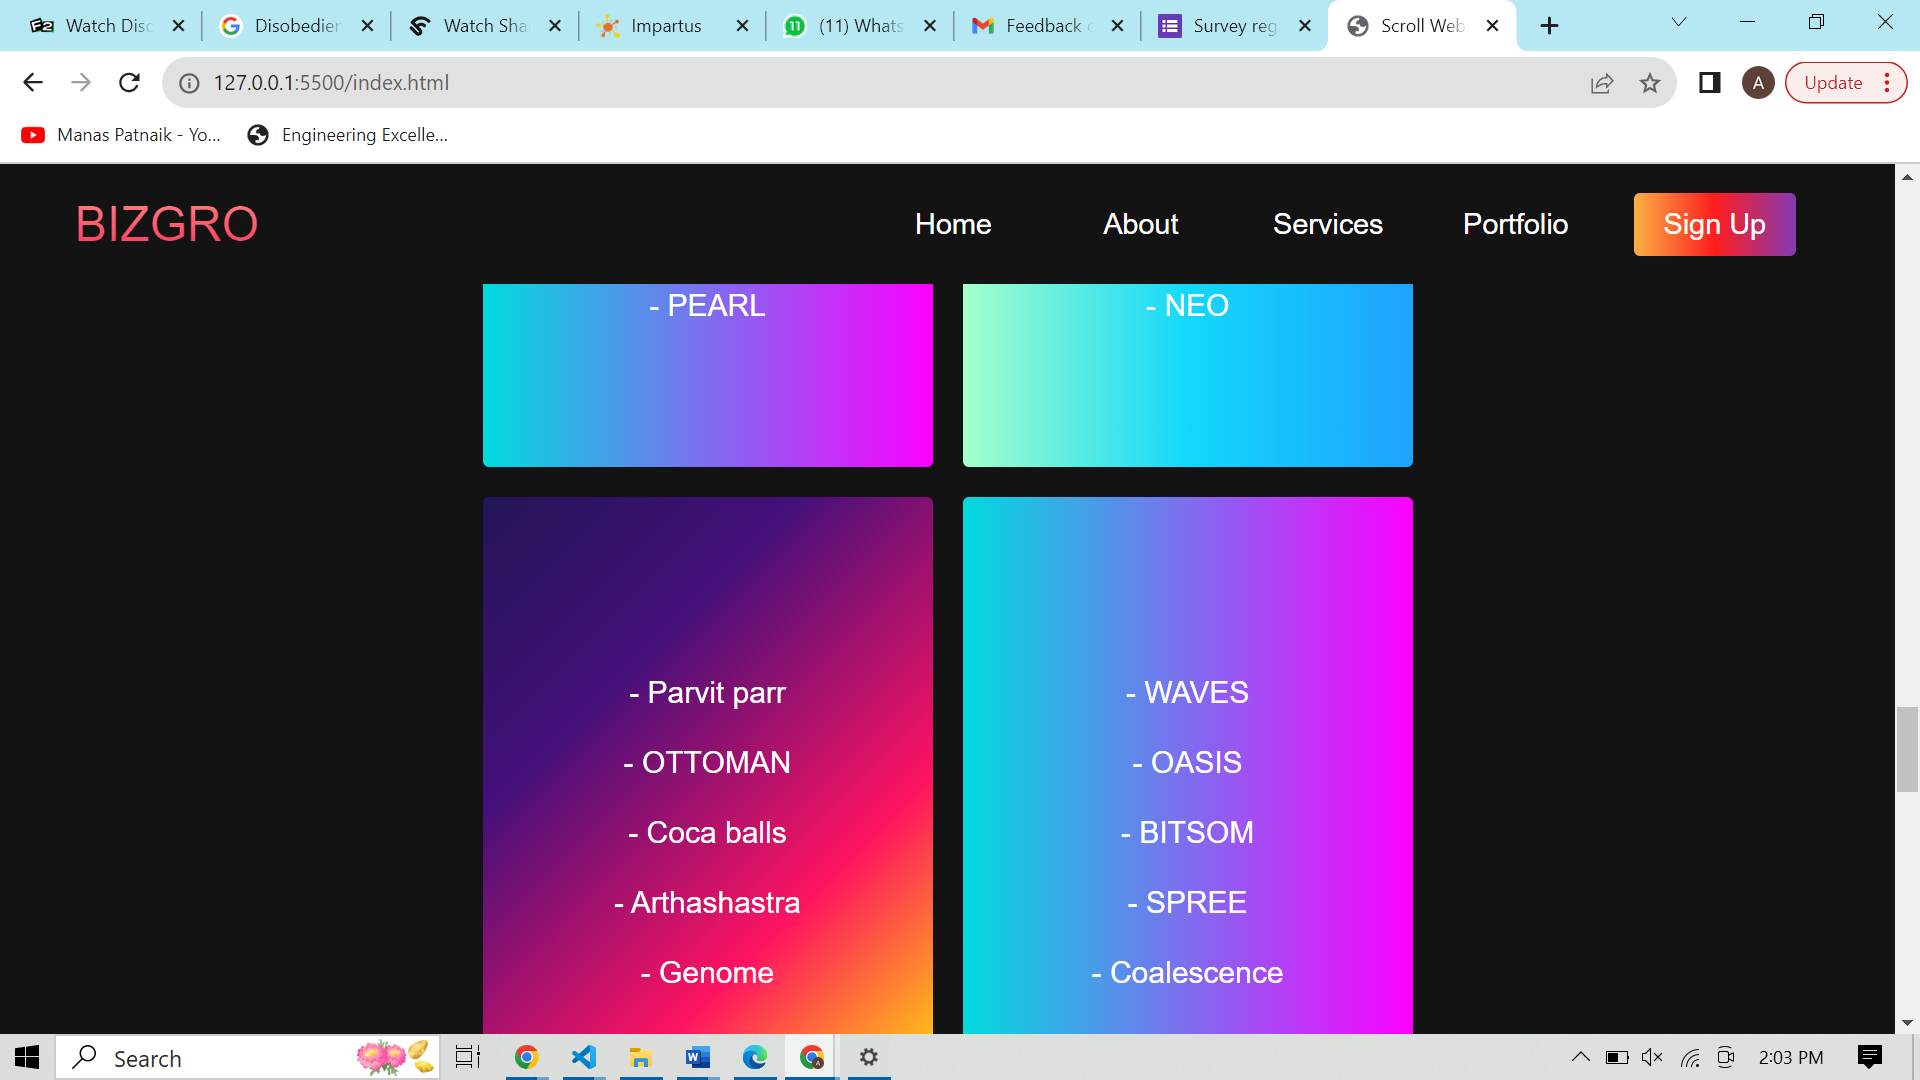 Watch Disc
Disobedien
Watch Sha
Impartus
(11) Whats
Feedback
Survey reg
Scroll Web
127.0.0.1:5500/index.html
A
Update
Manas Patnaik - Yo...
Engineering Excelle...
BIZGRO
Home
About
Services
Portfolio
Sign Up
- PEARL
- NEO
- Parvit parr
- OTTOMAN
- Coca balls
- Arthashastra
- Genome
- WAVES
- OASIS
- BITSOM
- SPREE
- Coalescence
Search
2:03 PM